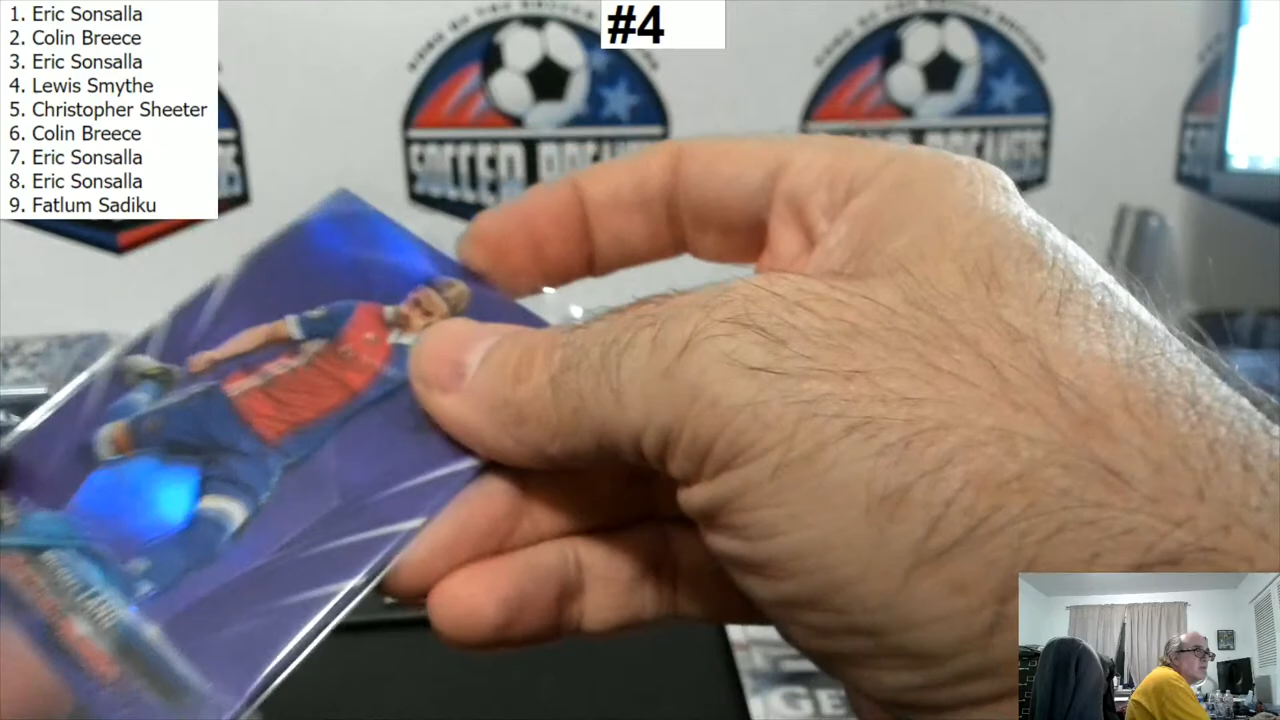 1. Eric Sonsalla
2. Colin Breece
3. Eric Sonsalla
4. Lewis Smythe
5. Christopher Sheeter
6. Colin Breece
7. Eric Sonsalla
8. Eric Sonsalla
9. Fatlum Sadiku
#4
SOCCER BREAKS
GE